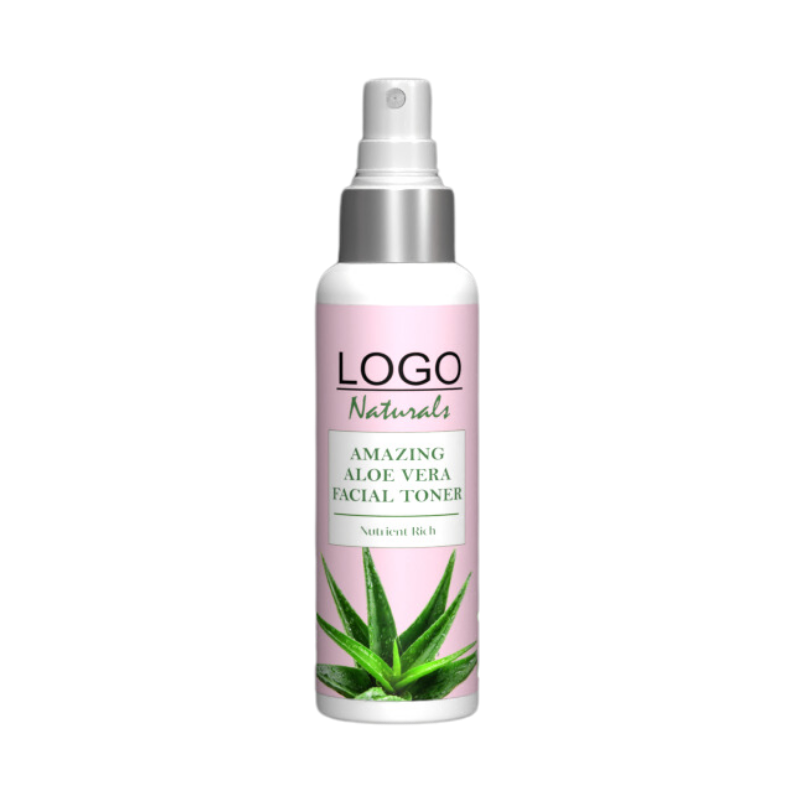 LOGO
Naturals
AMAZING
ALOE VERA
FACIAL TONER
Nutrient Rich